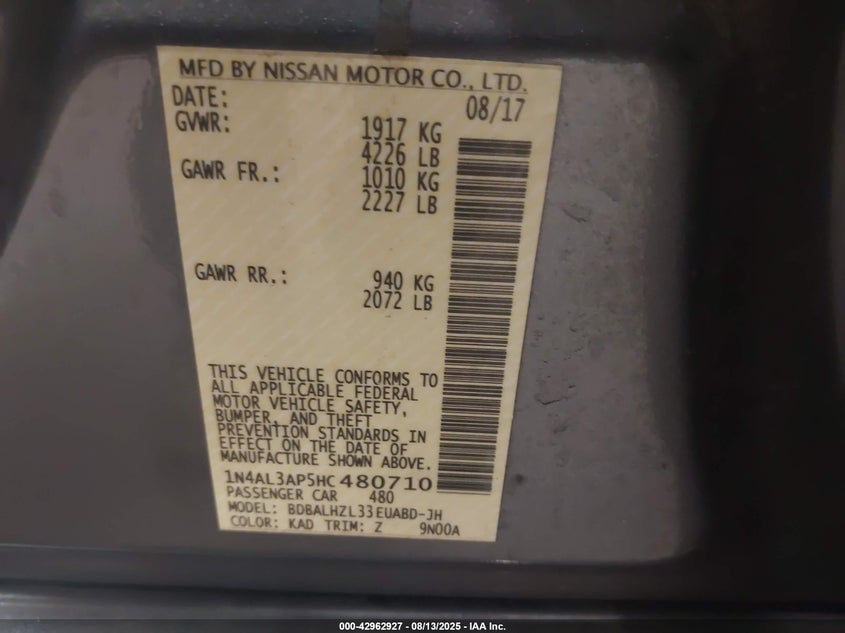 MFD BY NISSAN MOTOR CO., LTD.
DATE: 08/17
GVWR: 1917 KG
4226 LB
GAWR FR.: 1010 KG
2227 LB
GAWR RR.: 940 KG
2072 LB
THIS VEHICLE CONFORMS TO
ALL APPLICABLE FEDERAL
MOTOR VEHICLE SAFETY,
BUMPER, AND THEFT
PREVENTION STANDARDS IN
EFFECT ON THE DATE OF
MANUFACTURE SHOWN ABOVE.
1N4AL3AP5HC480710
PASSENGER CAR 480
MODEL: BDBALHZL33EUABD-JH
COLOR: KAD TRIM: Z 9N00A
000-42962927 - 08/13/2025 - IAA Inc.